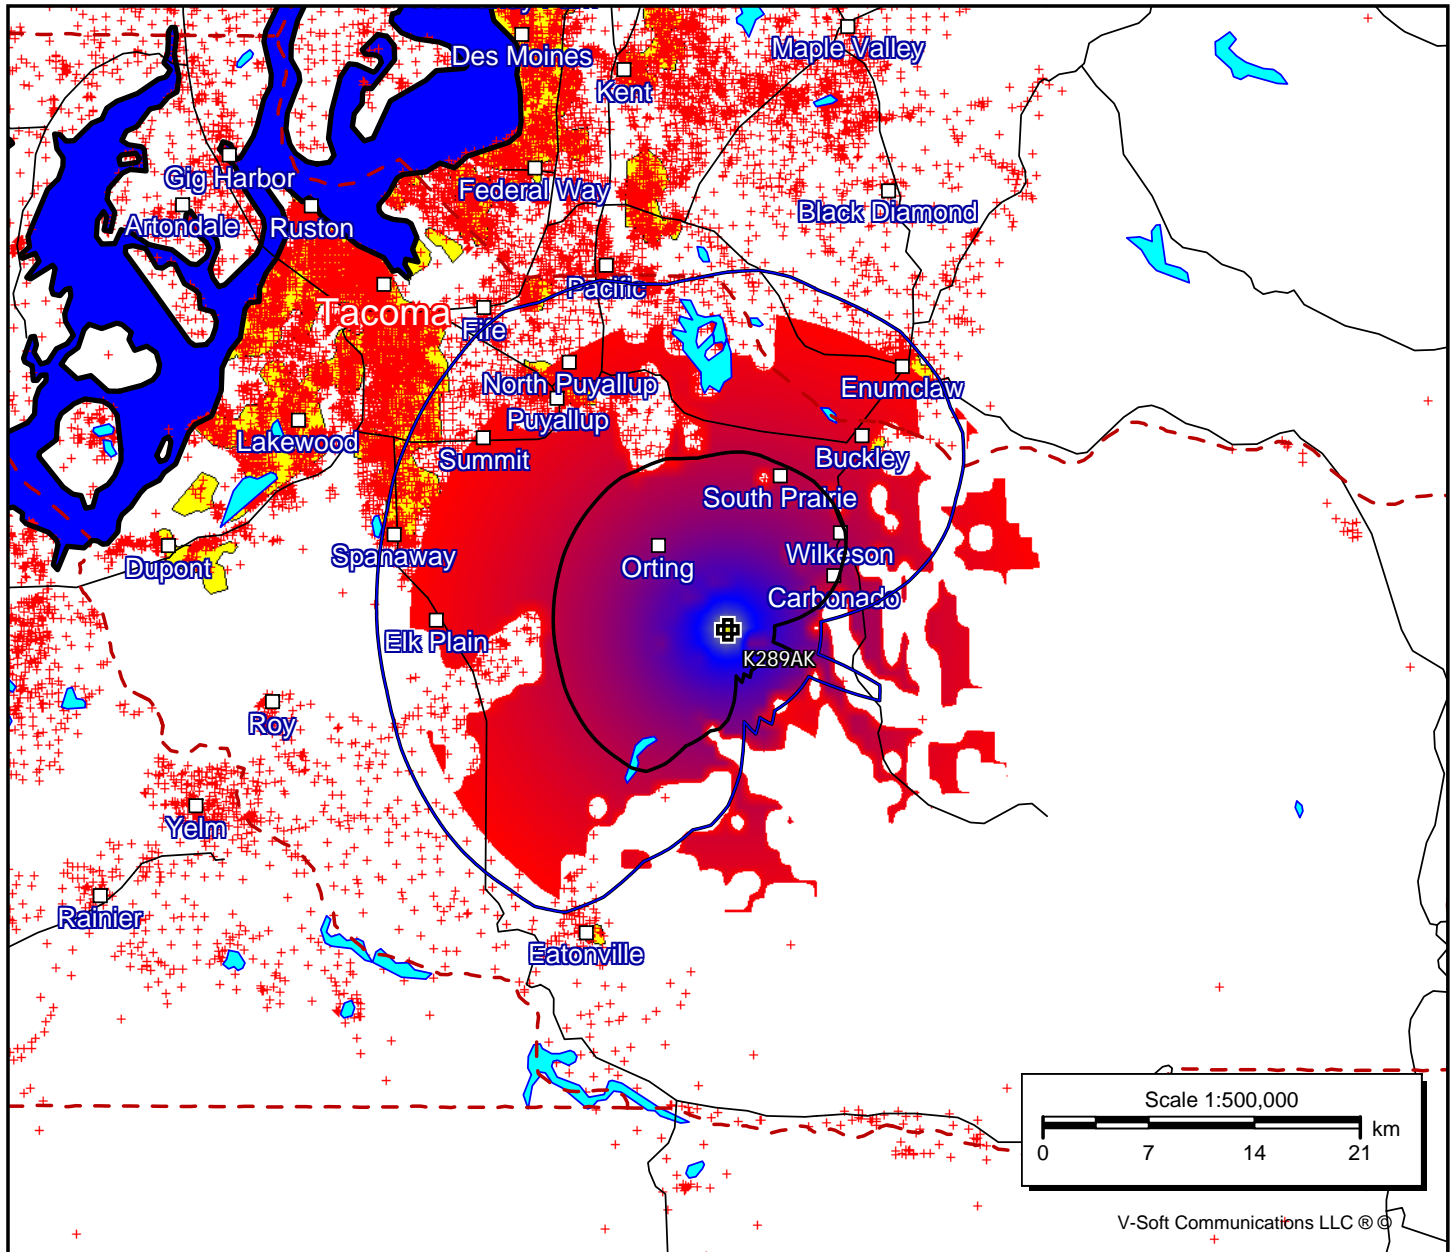 Des Moines
Maple Valley
Kent
Gig Harbor
Federal Way
Artondale
Ruston
Black Diamond
Pacific
Tacoma
Fife
North Puyallup
Enumclaw
Puyallup
Lakewood
Summit
Buckley
South Prairie
Spanaway
Wilkeson
Dupont
Orting
Carbonado
Elk Plain
K289AK
Roy
Yelm
Rainier
Eatonville
Scale 1:500,000
km
0 7 14 21
V-Soft Communications LLC ® ©